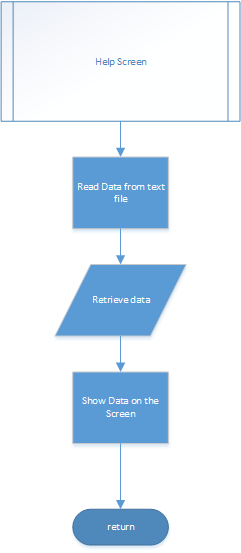 Help Screen
Read Data from text
file
Retrieve data
Show Data on the
Screen
return